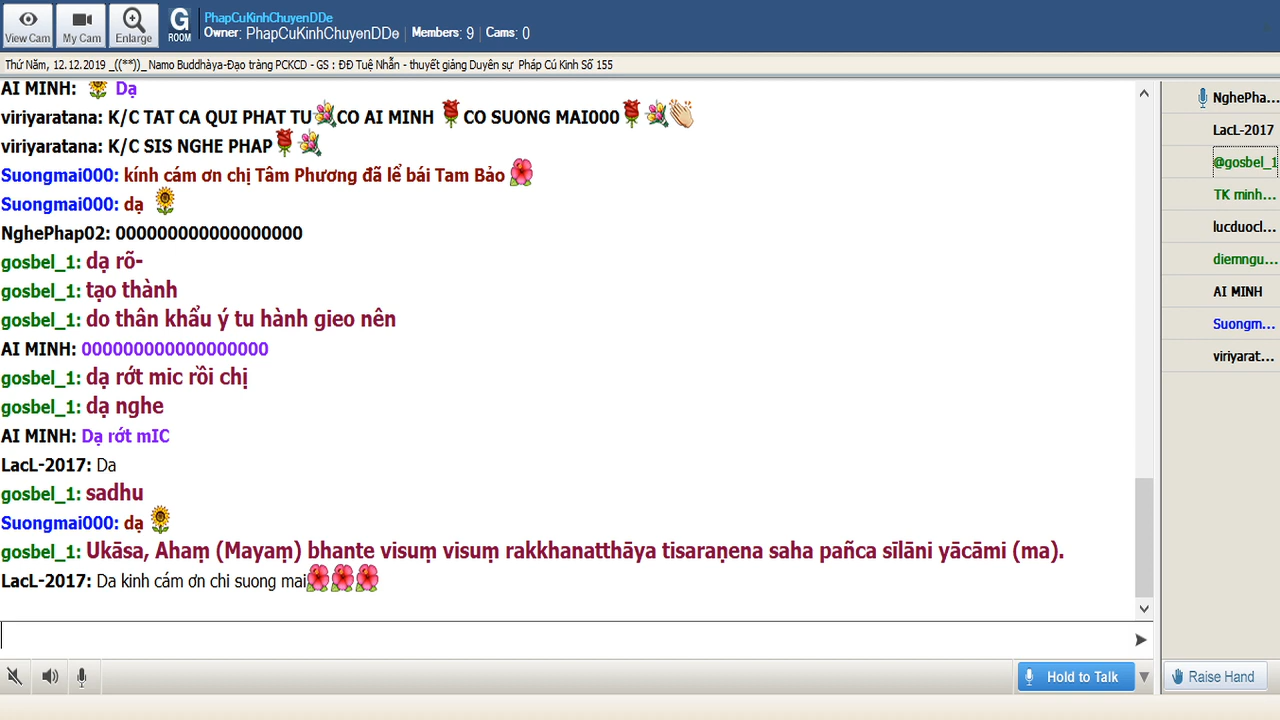 View Cam
My Cam
Enlarge
G
ROOM
PhapCuKinhChuyenDDe
Owner: PhapCuKinhChuyenDDe Members: 9 Cams: 0
Thứ Năm, 12.12.2019 _((**))_ Namo Buddhàya-Đạo tràng PCKCD - GS : ĐĐ Tuệ Nhẫn - thuyết giảng Duyên sự Pháp Cú Kinh Số 155
AI MINH: Dạ
viriyaratana: K/C TAT CA QUI PHAT TU CO AI MINH CO SUONG MAI000
viriyaratana: K/C SIS NGHE PHAP
Suongmai000: kính cám ơn chị Tâm Phương đã lể bái Tam Bảo
Suongmai000: dạ
NghePhap02: 000000000000000000
gosbel_1: dạ rõ-
gosbel_1: tạo thành
gosbel_1: do thân khẩu ý tu hành gieo nên
AI MINH: 000000000000000000
gosbel_1: dạ rớt mic rồi chị
gosbel_1: dạ nghe
AI MINH: Dạ rớt mIC
LacL-2017: Da
gosbel_1: sadhu
Suongmai000: dạ
gosbel_1: Ukāsa, Ahaṃ (Mayaṃ) bhante visuṃ visuṃ rakkhanatthāya tisaraṇena saha pañca sīlāni yācāmi (ma).
LacL-2017: Da kinh cám ơn chi suong mai
NghePha...
LacL-2017
@gosbel_1
TK minh...
lucduocl...
diemngu...
AI MINH
Suongm...
viriyarat...
Hold to Talk
Raise Hand